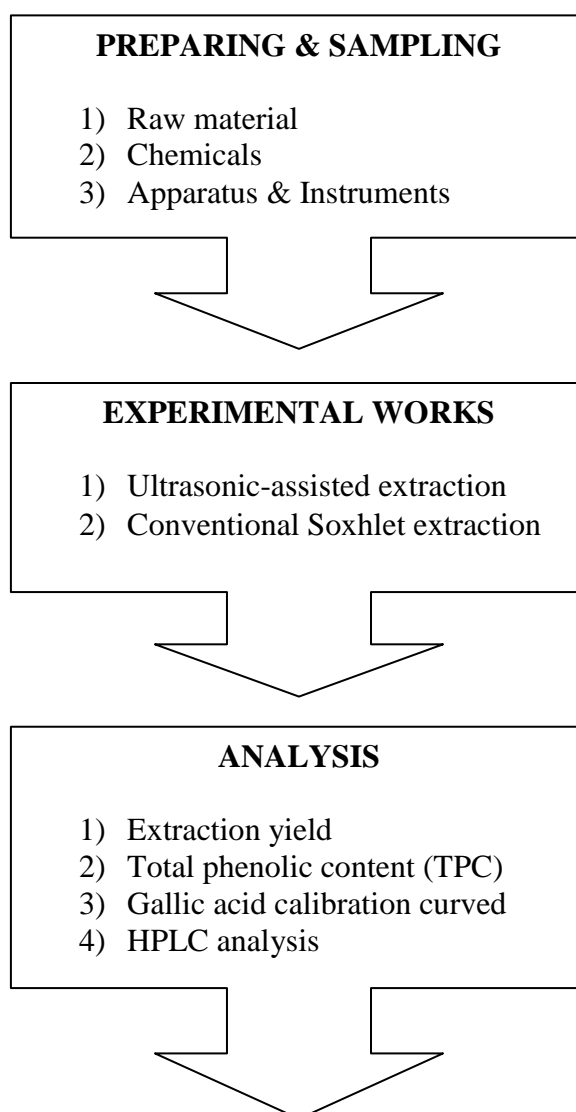 PREPARING & SAMPLING
1) Raw material
2) Chemicals
3) Apparatus & Instruments
EXPERIMENTAL WORKS
1) Ultrasonic-assisted extraction
2) Conventional Soxhlet extraction
ANALYSIS
1) Extraction yield
2) Total phenolic content (TPC)
3) Gallic acid calibration curved
4) HPLC analysis